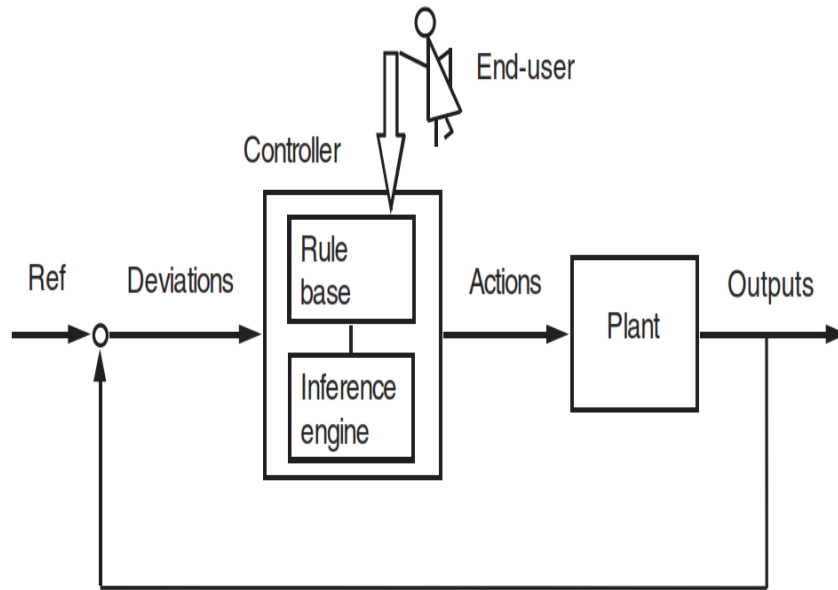 End-user
Controller
Ref
Deviations
Rule
base
Inference
engine
Actions
Plant
Outputs